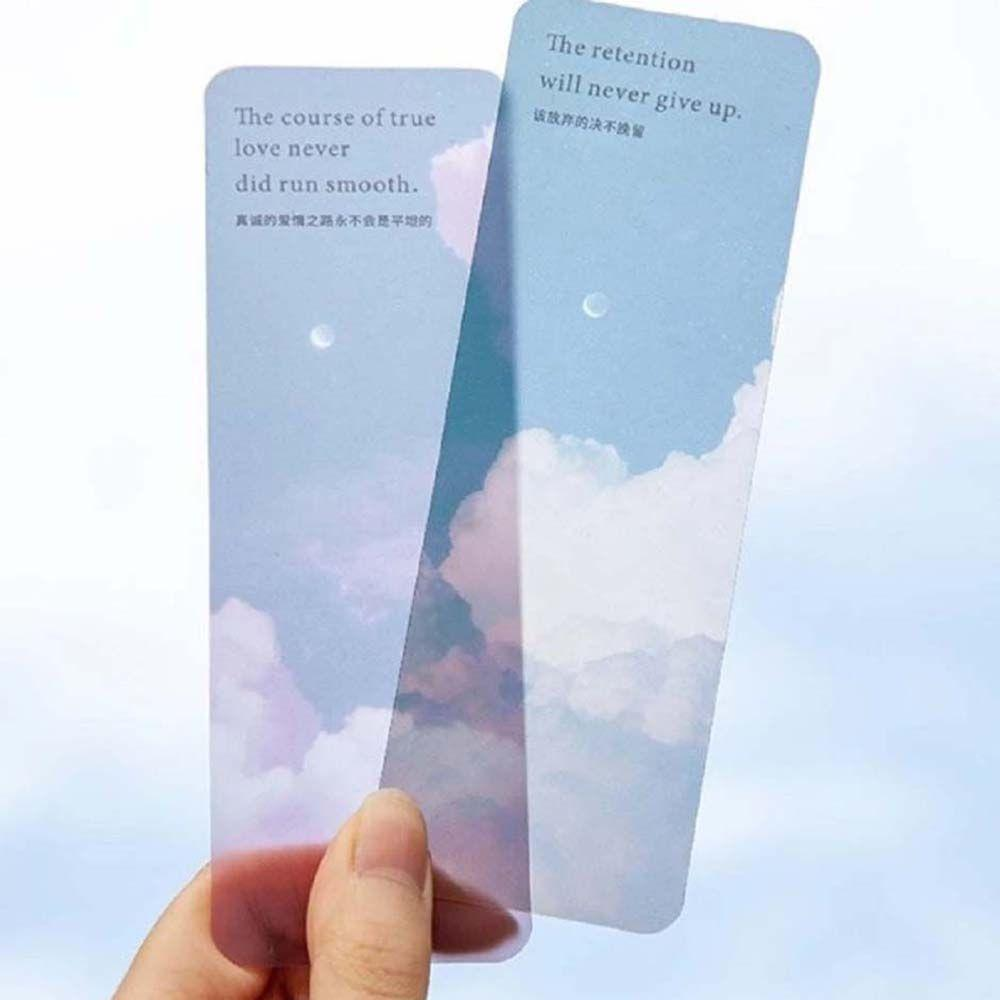 The course of true
love never
did run smooth.
真诚的爱情之路永不会是平坦的
The retention
will never give up.
该放弃的决不挽留